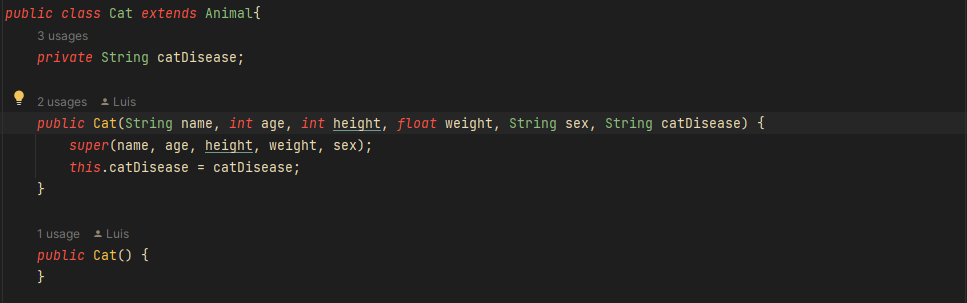 public class Cat extends Animal{
3 usages
private String catDisease;
2 usages Luis
public Cat(String name, int age, int height, float weight, String sex, String catDisease) {
super(name, age, height, weight, sex);
this.catDisease = catDisease;
}
1 usage Luis
public Cat() {
}